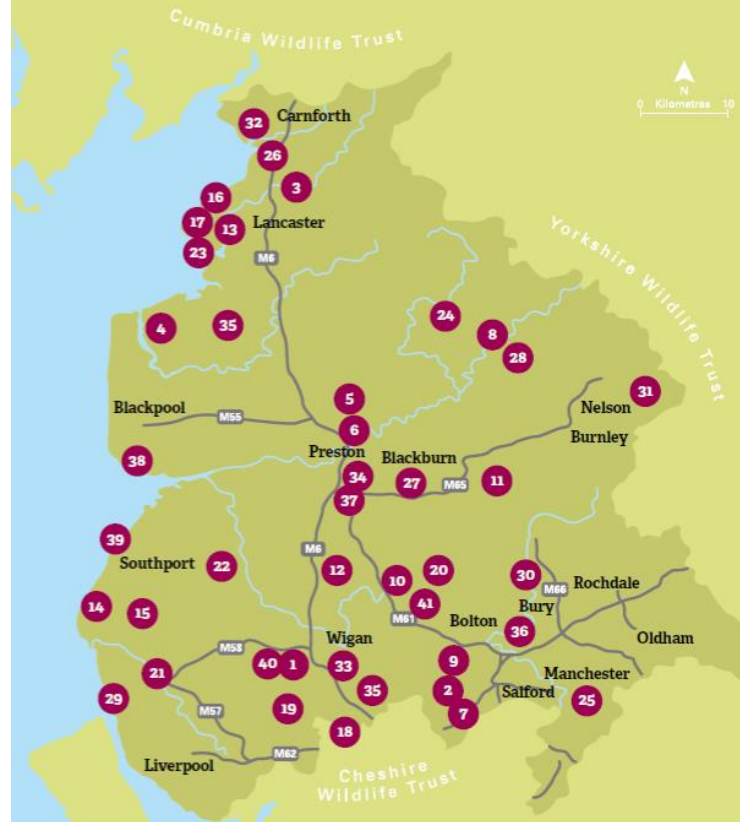 Cumbria Wildlife Trust
N
0 Kilometres 10
32
Carnforth
26
3
16
17
13
Lancaster
23
M6
Yorkshire Wildlife Trust
4
35
24
8
28
5
31
Nelson
Blackpool
M55
6
Burnley
Preston
Blackburn
38
34
27
M65
11
37
39
M6
Southport
22
12
10
20
30
M66
Rochdale
14
15
41
M61
Bolton
Bury
36
Oldham
Wigan
M58
40
1
33
9
Manchester
21
35
2
Salford
25
29
M57
19
7
18
M62
Liverpool
Cheshire
Wildlife Trust